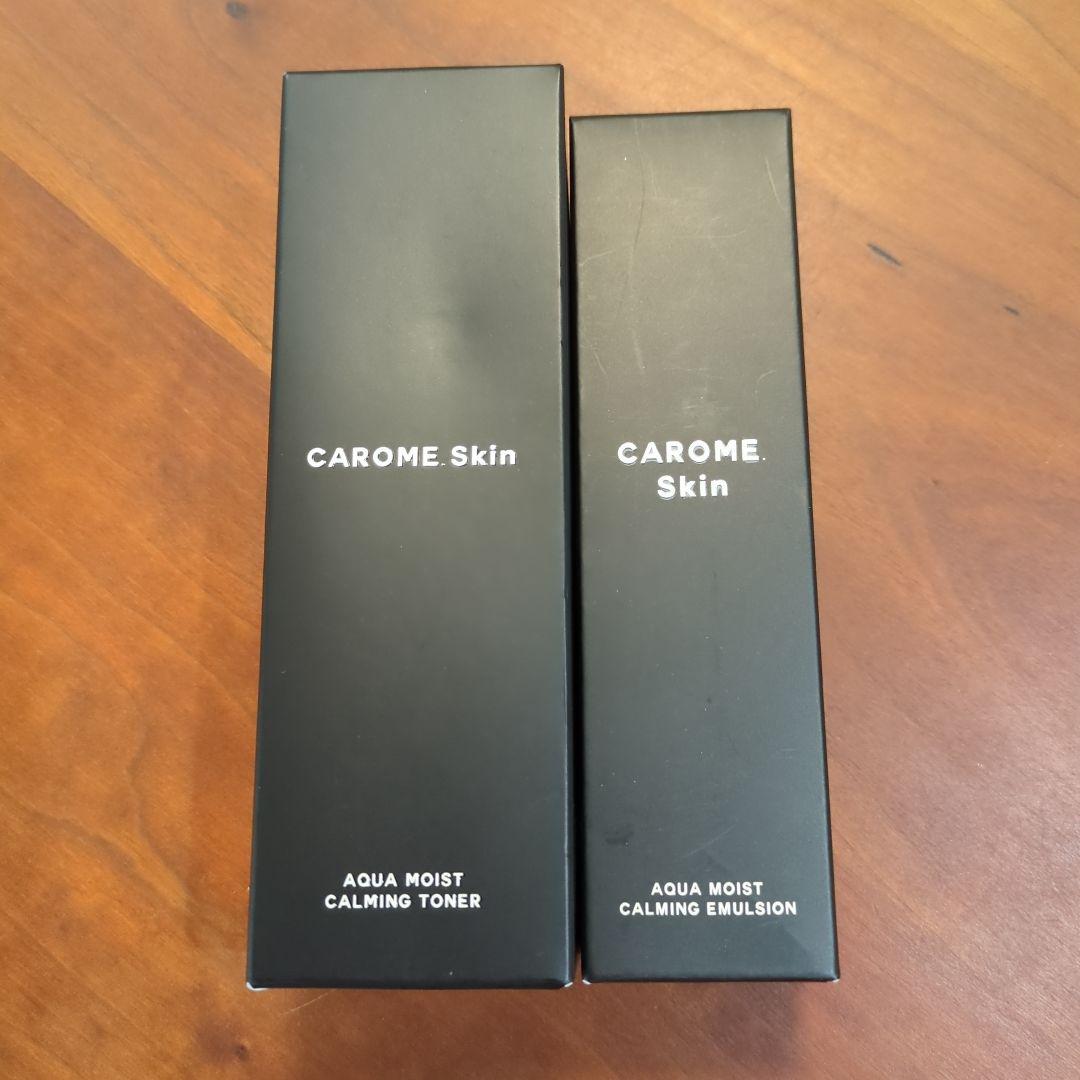 CAROME. Skin
AQUA MOIST
CALMING TONER
CAROME.
Skin
AQUA MOIST
CALMING EMULSION